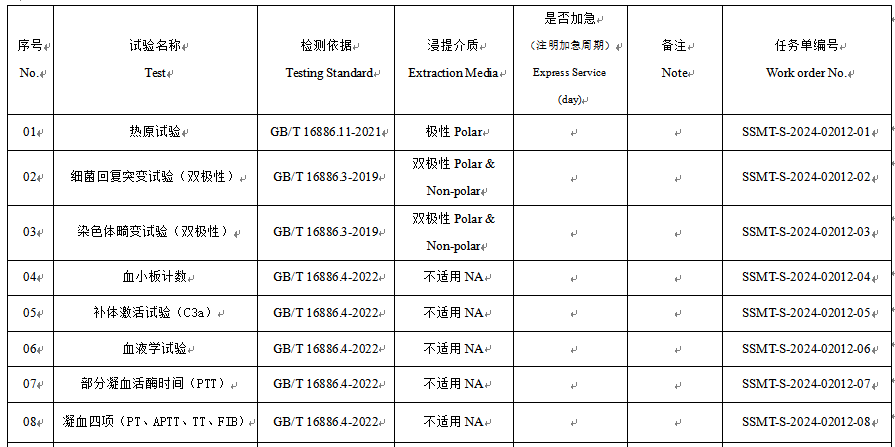 序号
No.
试验名称
Test
检测依据
Testing Standard
浸提介质
Extraction Media
是否加急
（注明加急周期）
Express Service
(day)
备注
Note
任务单编号
Work order No.
01
热原试验
GB/T 16886.11-2021
极性 Polar
SSMT-S-2024-02012-01
02
细菌回复突变试验（双极性）
GB/T 16886.3-2019
双极性 Polar &
Non-polar
SSMT-S-2024-02012-02
03
染色体畸变试验（双极性）
GB/T 16886.3-2019
双极性 Polar &
Non-polar
SSMT-S-2024-02012-03
04
血小板计数
GB/T 16886.4-2022
不适用 NA
SSMT-S-2024-02012-04
05
补体激活试验（C3a）
GB/T 16886.4-2022
不适用 NA
SSMT-S-2024-02012-05
06
血液学试验
GB/T 16886.4-2022
不适用 NA
SSMT-S-2024-02012-06
07
部分凝血活酶时间（PTT）
GB/T 16886.4-2022
不适用 NA
SSMT-S-2024-02012-07
08
凝血四项（PT、APTT、TT、FIB）
GB/T 16886.4-2022
不适用 NA
SSMT-S-2024-02012-08